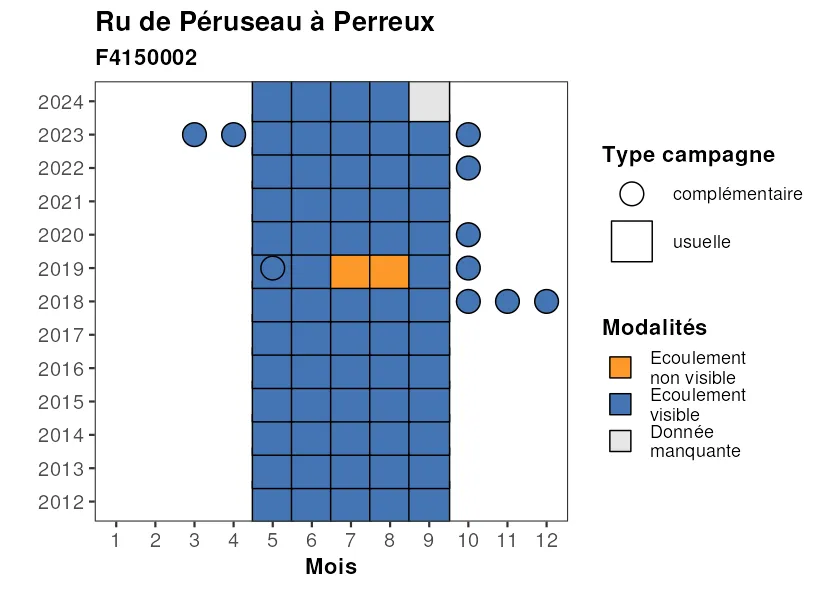 Ru de Péruseau à Perreux
F4150002
2024
2023
2022
2021
2020
2019
2018
2017
2016
2015
2014
2013
2012
1 2 3 4 5 6 7 8 9 10 11 12
Mois
Type campagne
complémentaire
usuelle
Modalités
Ecoulement
non visible
Ecoulement
visible
Donnée
manquante